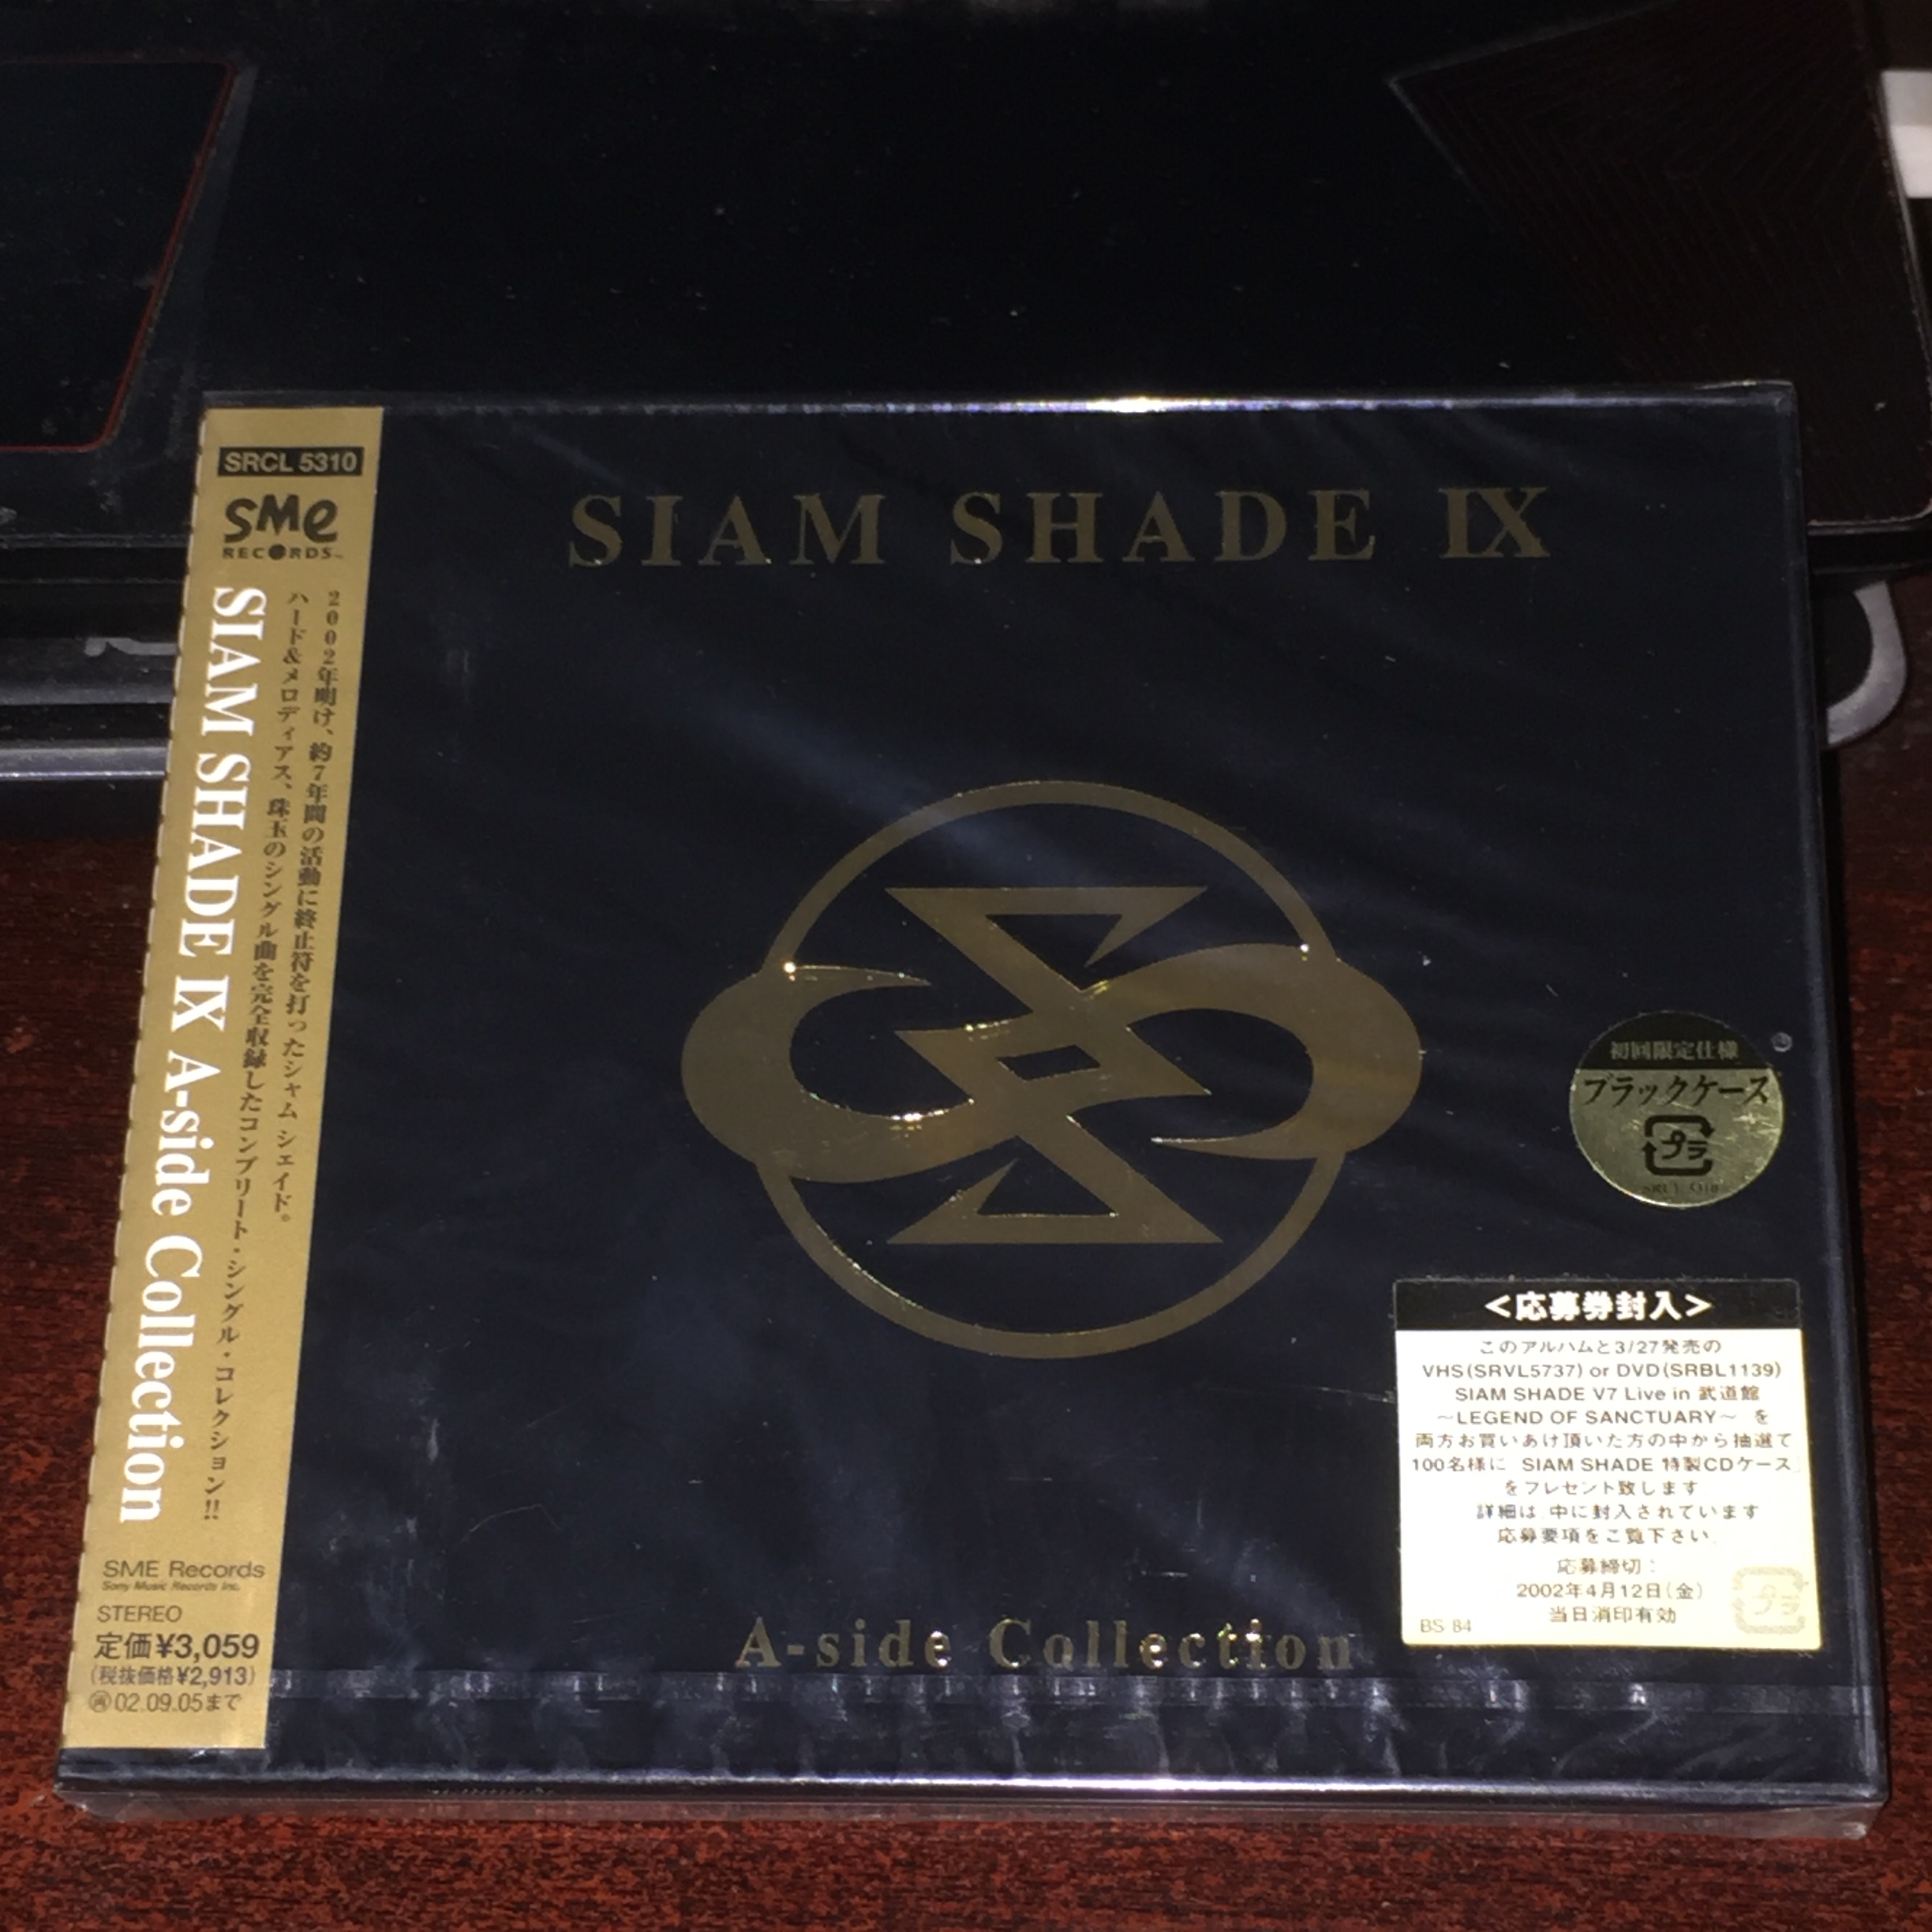 SRCL 5310
sme
RECORDS
2002年明け、約7年間の活動に終止符を打ったシャム シェイド。
ハード&メロディアス、珠玉のシングル曲を完全収録したコンプリート・シングル・コレクション!!
SIAM SHADE IX A-side Collection
SME Records
Sony Music Records Inc.
STEREO
定価¥3,059
(税抜価格¥2,913)
再02.09.05まで
SIAM SHADE IX
初回限定仕様
ブラックケース
プラ
SRCL 5310
<応募券封入>
このアルバムと3/27発売の
VHS(SRVL5737) or DVD(SRBL1139)
SIAM SHADE V7 Live in 武道館
~LEGEND OF SANCTUARY~ を
両方お買いあげ頂いた方の中から抽選で
100名様に「SIAM SHADE 特製CDケース」
をプレゼント致します
詳細は、中に封入されています
応募要項をご覧下さい。
応募締切:
2002年4月12日(金)
当日消印有効
BS 84
プラ
A-side Collection